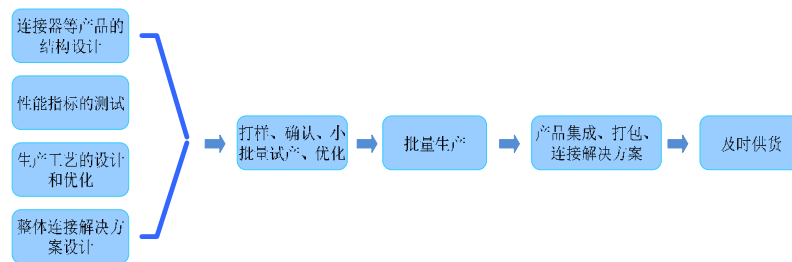 连接器等产品的
结构设计
性能指标的测试
生产工艺的设计
和优化
整体连接解决方
案设计
打样、确认、小
批量试产、优化
批量生产
产品集成、打包、
连接解决方案
及时供货